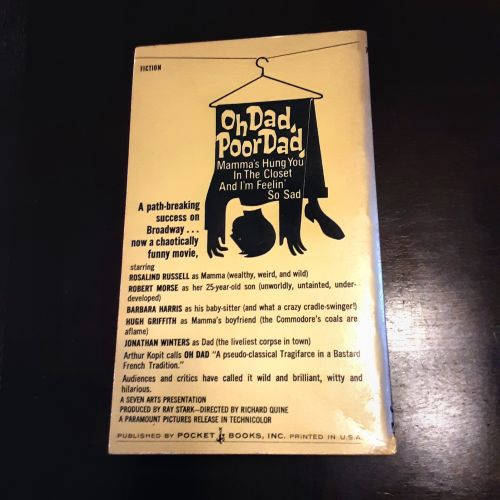 FICTION
Oh Dad,
Poor Dad
Mamma's Hung You
In The Closet
And I'm Feelin'
So Sad
A path-breaking
success on
Broadway . . .
now a chaotically
funny movie,
starring
ROSALIND RUSSELL as Mamma (wealthy, weird, and wild)
ROBERT MORSE as her 25-year-old son (unworldly, untainted, under-
developed)
BARBARA HARRIS as his baby-sitter (and what a crazy cradle-swinger!)
HUGH GRIFFITH as Mamma's boyfriend (the Commodore's coals are
aflame)
JONATHAN WINTERS as Dad (the liveliest corpse in town)
Arthur Kopit calls OH DAD "A pseudo-classical Tragifarce in a Bastard
French Tradition."
Audiences and critics have called it wild and brilliant, witty and
hilarious.
A SEVEN ARTS PRESENTATION
PRODUCED BY RAY STARK—DIRECTED BY RICHARD QUINE
A PARAMOUNT PICTURES RELEASE IN TECHNICOLOR
PUBLISHED BY POCKET BOOKS, INC. PRINTED IN U.S.A.